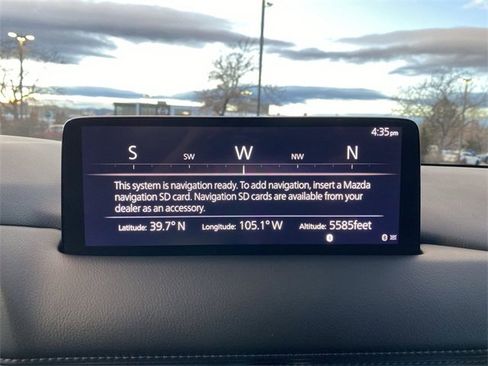 4:35pm
S SW W NW N
This system is navigation ready. To add navigation, insert a Mazda
navigation SD card. Navigation SD cards are available from your
dealer as an accessory.
Latitude: 39.7° N Longitude: 105.1° W Altitude: 5585feet
0